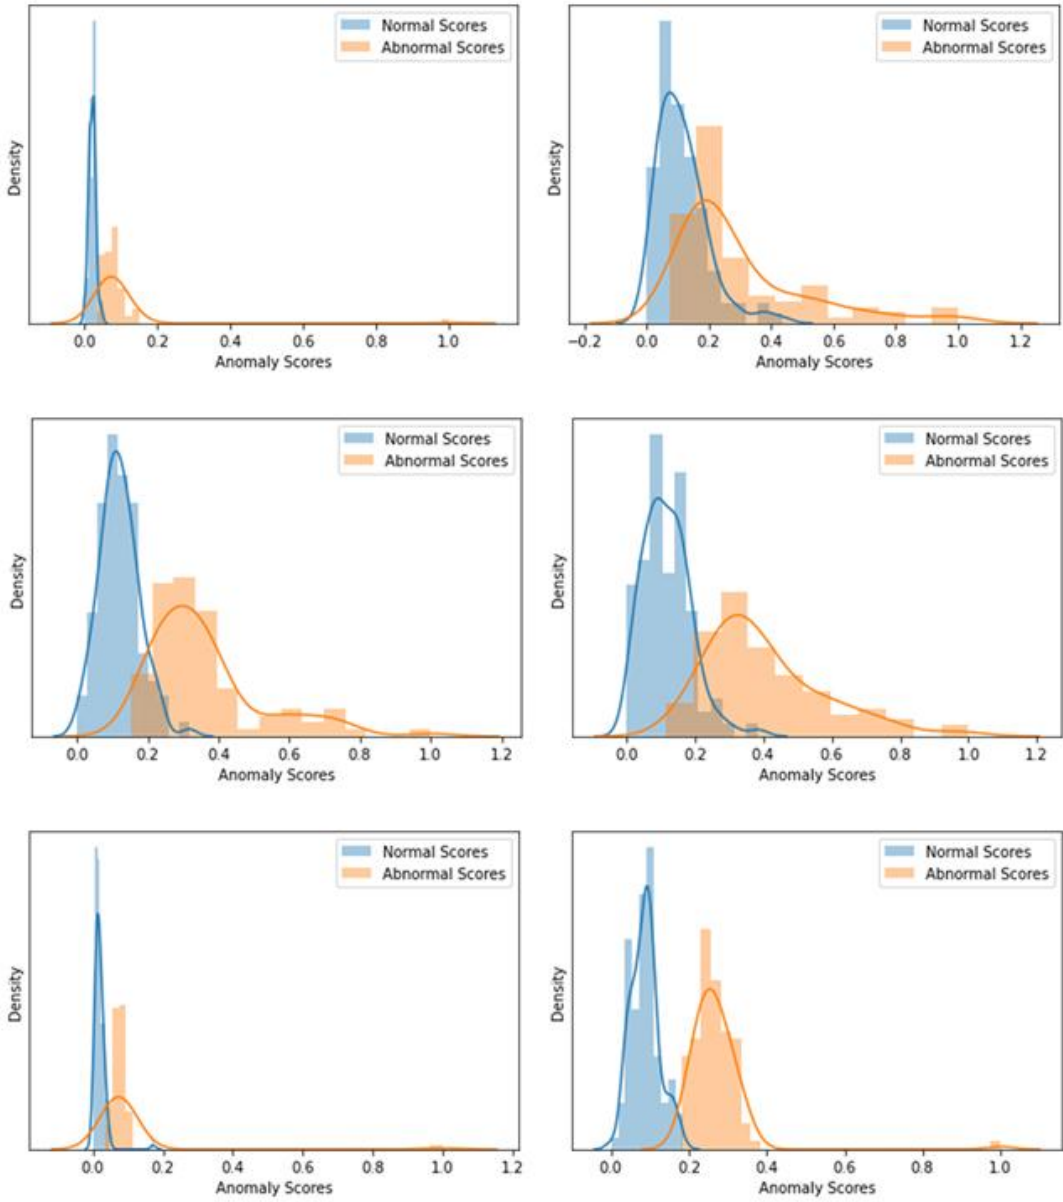 Normal Scores
Abnormal Scores
Density
0.0 0.2 0.4 0.6 0.8 1.0
Anomaly Scores
Normal Scores
Abnormal Scores
Density
−0.2 0.0 0.2 0.4 0.6 0.8 1.0 1.2
Anomaly Scores
Normal Scores
Abnormal Scores
Density
0.0 0.2 0.4 0.6 0.8 1.0 1.2
Anomaly Scores
Normal Scores
Abnormal Scores
Density
0.0 0.2 0.4 0.6 0.8 1.0 1.2
Anomaly Scores
Normal Scores
Abnormal Scores
Density
0.0 0.2 0.4 0.6 0.8 1.0 1.2
Anomaly Scores
Normal Scores
Abnormal Scores
Density
0.0 0.2 0.4 0.6 0.8 1.0
Anomaly Scores